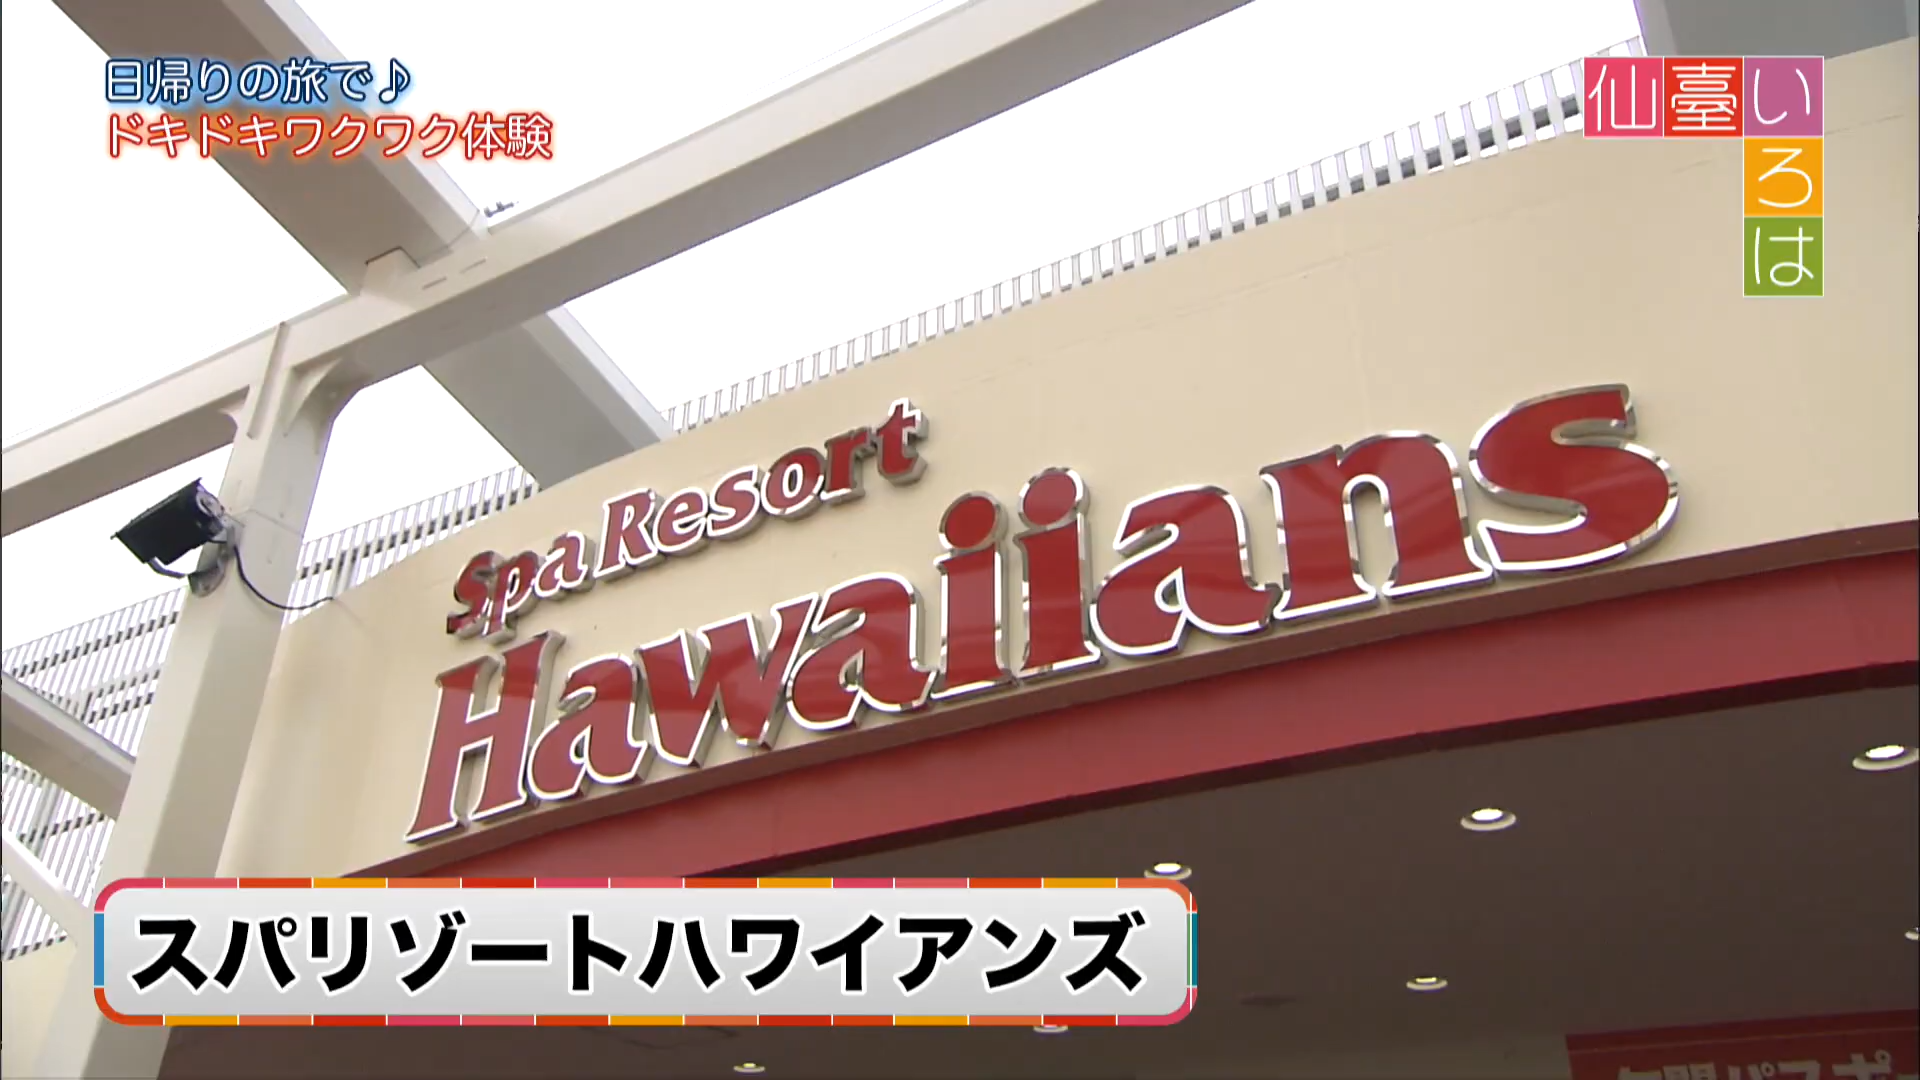 日帰りの旅で♪
ドキドキワクワク体験
仙臺いろは
Spa Resort
Hawaiians
スパリゾートハワイアンズ